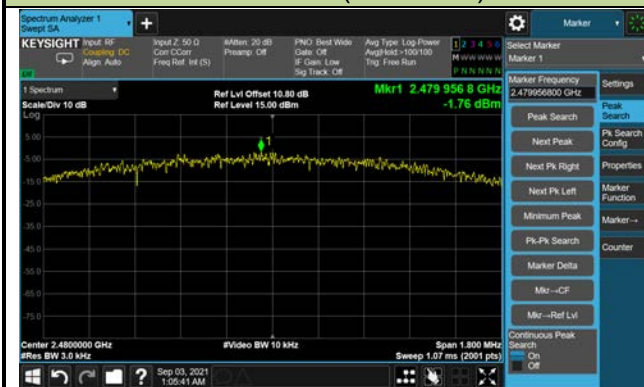 Spectrum Analyzer 1
Swept SA
Marker
KEYSIGHT
Input: RF
Coupling: DC
Align: Auto
Input Z: 50 Ω
Corr CCorr
Freq Ref: Int (S)
#Atten: 20 dB
Preamp: Off
PNO: Best Wide
Gate: Off
IF Gain: Low
Sig Track: Off
Avg Type: Log-Power
Avg|Hold:>100/100
Trig: Free Run
1 2 3 4 5 6
M W W W W W
P N N N N N
Select Marker
Marker 1
1 Spectrum
Scale/Div 10 dB
Log
Ref Lvl Offset 10.80 dB
Ref Level 15.00 dBm
Mkr1 2.479 956 8 GHz
-1.76 dBm
5.00
-5.00
-15.0
-25.0
-35.0
-45.0
-55.0
-65.0
-75.0
1
Center 2.4800000 GHz
#Res BW 3.0 kHz
#Video BW 10 kHz
Span 1.800 MHz
Sweep 1.07 ms (2001 pts)
Marker Frequency
2.479956800 GHz
Peak Search
Next Peak
Next Pk Right
Next Pk Left
Minimum Peak
Pk-Pk Search
Marker Delta
Mkr→CF
Mkr→Ref Lvl
Continuous Peak
Search
On
Off
Settings
Peak
Search
Pk Search
Config
Properties
Marker
Function
Marker→
Counter
?
Sep 03, 2021
1:05:41 AM